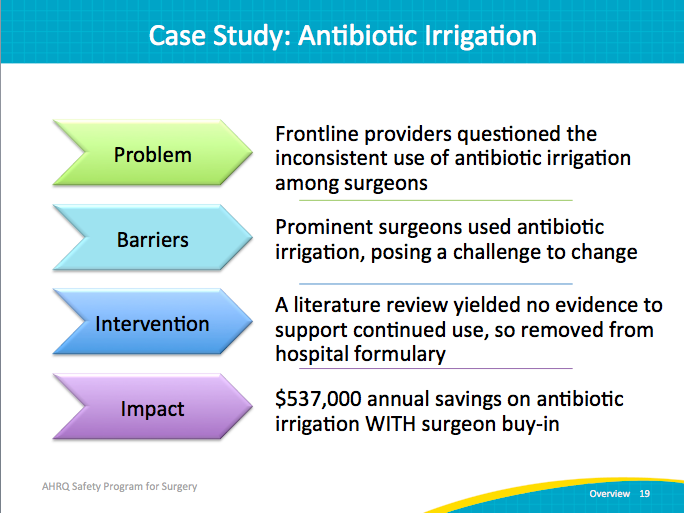 Case Study: Antibiotic Irrigation
Problem
Frontline providers questioned the
inconsistent use of antibiotic irrigation
among surgeons
Barriers
Prominent surgeons used antibiotic
irrigation, posing a challenge to change
Intervention
A literature review yielded no evidence to
support continued use, so removed from
hospital formulary
Impact
$537,000 annual savings on antibiotic
irrigation WITH surgeon buy-in
AHRQ Safety Program for Surgery
Overview 19